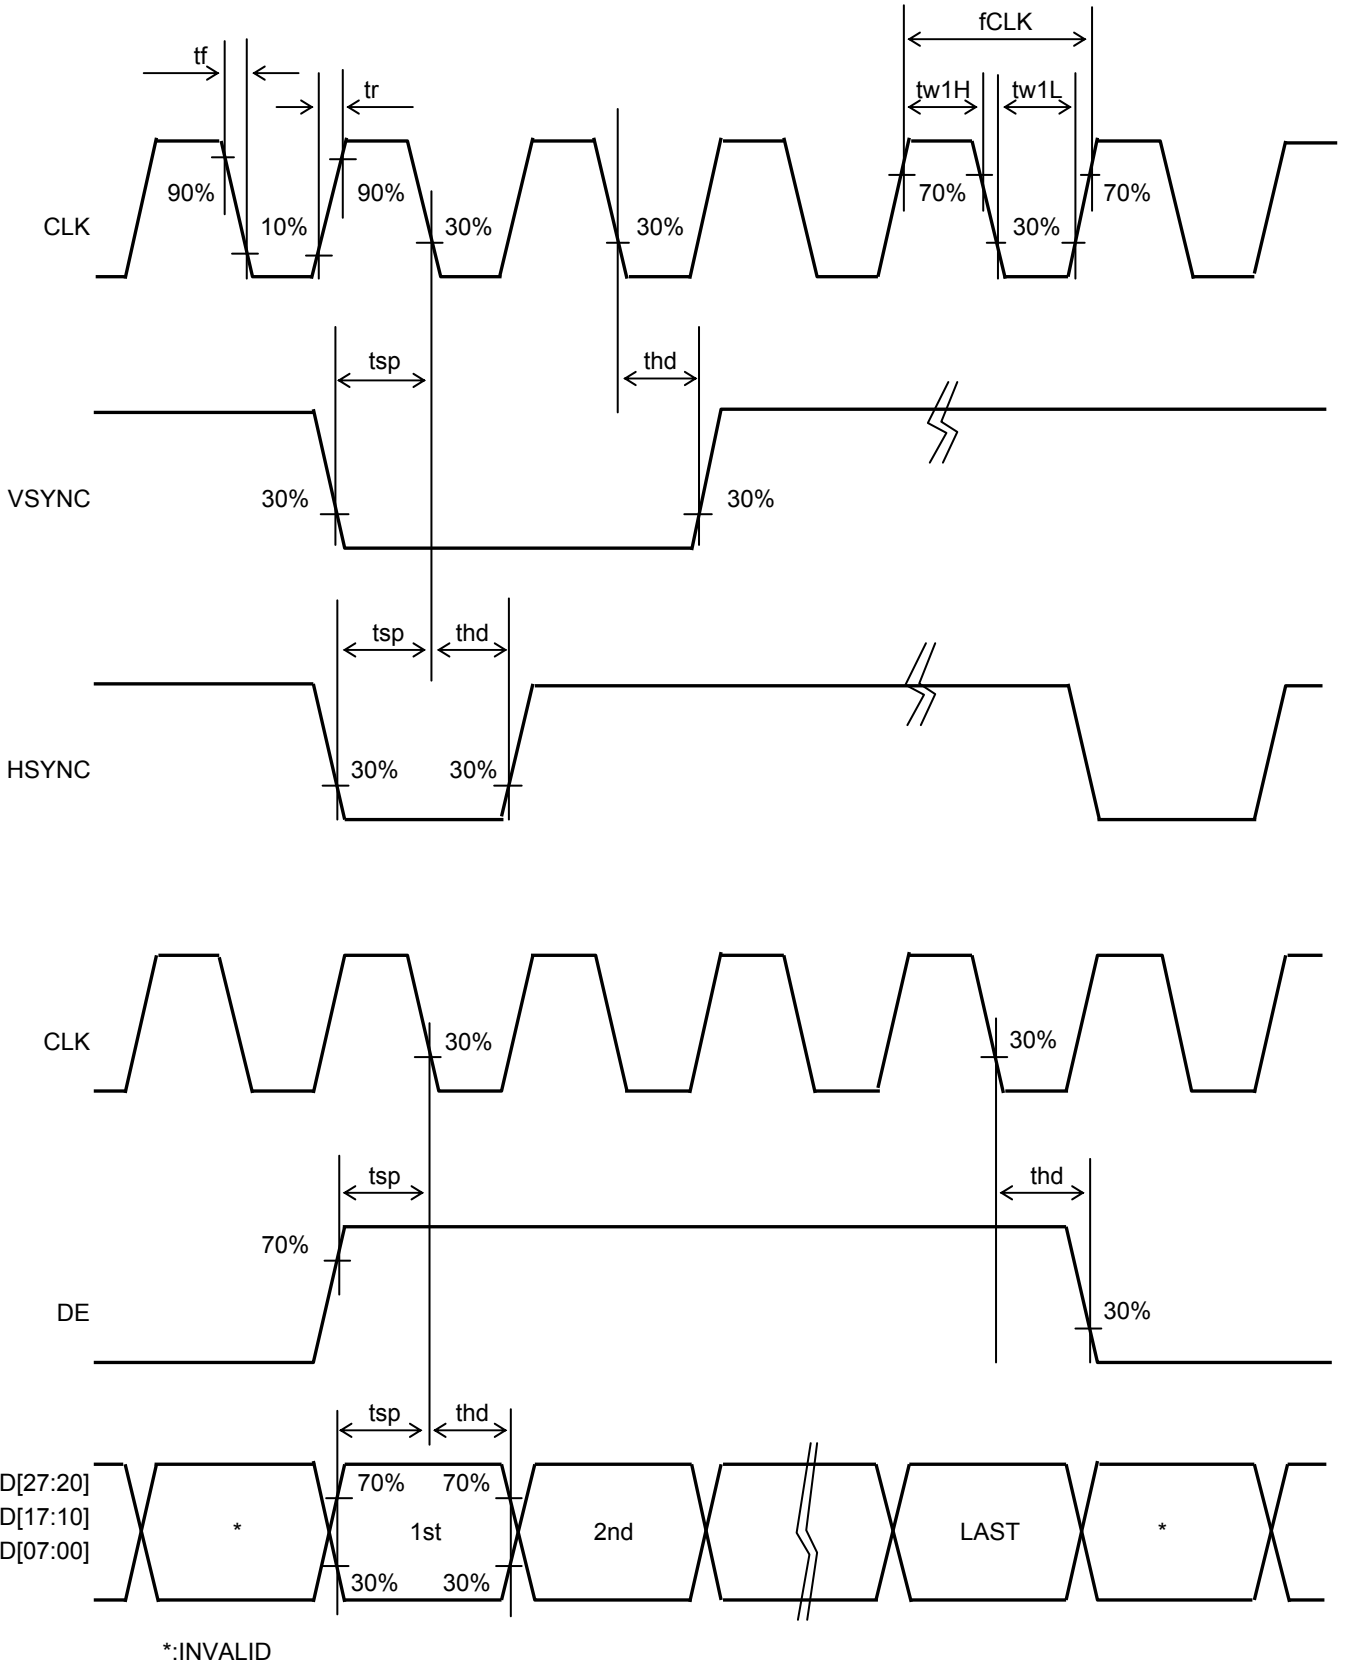 fCLK
tf
tr
tw1H
tw1L
90%
90%
70%
70%
CLK
10%
30%
30%
30%
tsp
thd
VSYNC
30%
30%
tsp
thd
HSYNC
30%
30%
CLK
30%
30%
tsp
thd
70%
DE
30%
tsp
thd
D[27:20]
70%
70%
D[17:10]
*
1st
2nd
LAST
*
D[07:00]
30%
30%
*:INVALID